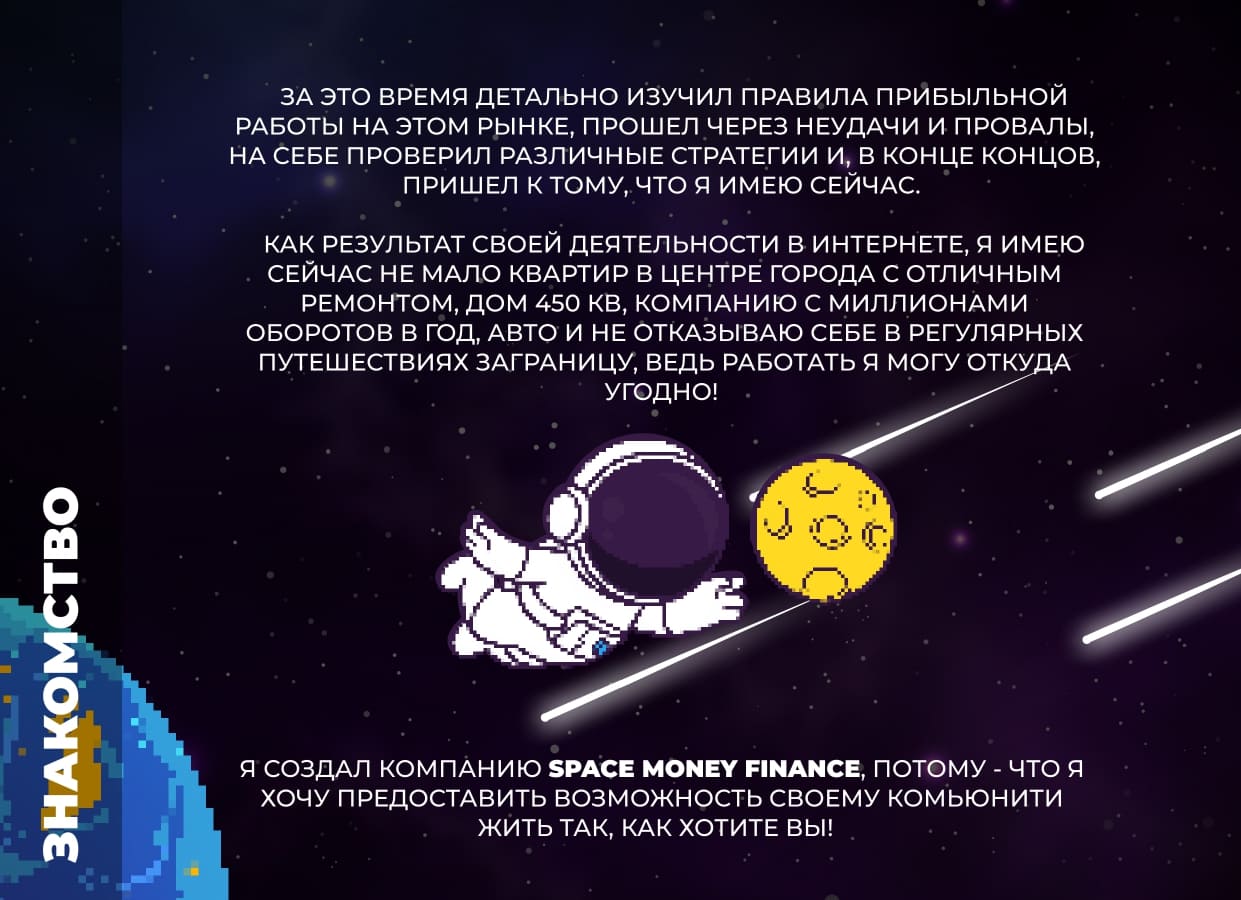 ЗА ЭТО ВРЕМЯ ДЕТАЛЬНО ИЗУЧИЛ ПРАВИЛА ПРИБЫЛЬНОЙ
РАБОТЫ НА ЭТОМ РЫНКЕ, ПРОШЕЛ ЧЕРЕЗ НЕУДАЧИ И ПРОВАЛЫ,
НА СЕБЕ ПРОВЕРИЛ РАЗЛИЧНЫЕ СТРАТЕГИИ И, В КОНЦЕ КОНЦОВ,
ПРИШЕЛ К ТОМУ, ЧТО Я ИМЕЮ СЕЙЧАС.
КАК РЕЗУЛЬТАТ СВОЕЙ ДЕЯТЕЛЬНОСТИ В ИНТЕРНЕТЕ, Я ИМЕЮ
СЕЙЧАС НЕ МАЛО КВАРТИР В ЦЕНТРЕ ГОРОДА С ОТЛИЧНЫМ
РЕМОНТОМ, ДОМ 450 КВ, КОМПАНИЮ С МИЛЛИОНАМИ
ОБОРОТОВ В ГОД, АВТО И НЕ ОТКАЗЫВАЮ СЕБЕ В РЕГУЛЯРНЫХ
ПУТЕШЕСТВИЯХ ЗАГРАНИЦУ, ВЕДЬ РАБОТАТЬ Я МОГУ ОТКУДА
УГОДНО!
ЗНАКОМСТВО
Я СОЗДАЛ КОМПАНИЮ SPACE MONEY FINANCE, ПОТОМУ - ЧТО Я
ХОЧУ ПРЕДОСТАВИТЬ ВОЗМОЖНОСТЬ СВОЕМУ КОМЬЮНИТИ
ЖИТЬ ТАК, КАК ХОТИТЕ ВЫ!